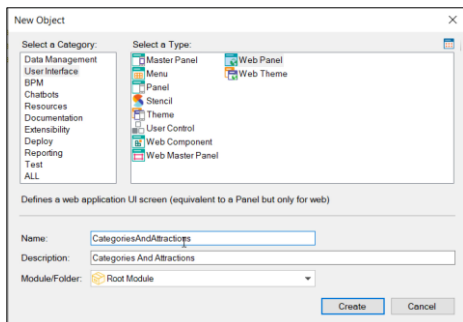 New Object
Select a Category:
Select a Type:
Data Management
User Interface
BPM
Chatbots
Resources
Documentation
Extensibility
Deploy
Reporting
Test
ALL
Master Panel
Menu
Panel
Stencil
Theme
User Control
Web Component
Web Master Panel
Web Panel
Web Theme
Defines a web application UI screen (equivalent to a Panel but only for web)
Name: CategoriesAndAttractions
Description: Categories And Attractions
Module/Folder: Root Module
Create Cancel